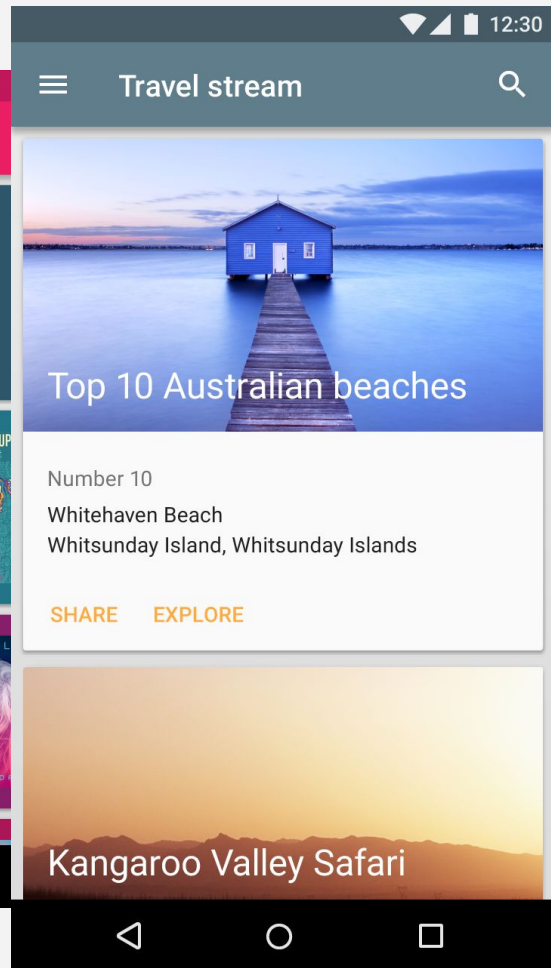 12:30
Travel stream
Top 10 Australian beaches
Number 10
Whitehaven Beach
Whitsunday Island, Whitsunday Islands
SHARE EXPLORE
Kangaroo Valley Safari
UP
L